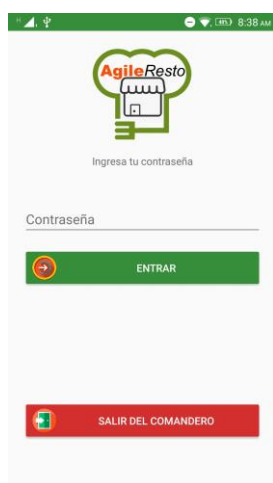 8:38 AM
AgileResto
Ingresa tu contraseña
Contraseña
ENTRAR
SALIR DEL COMANDERO